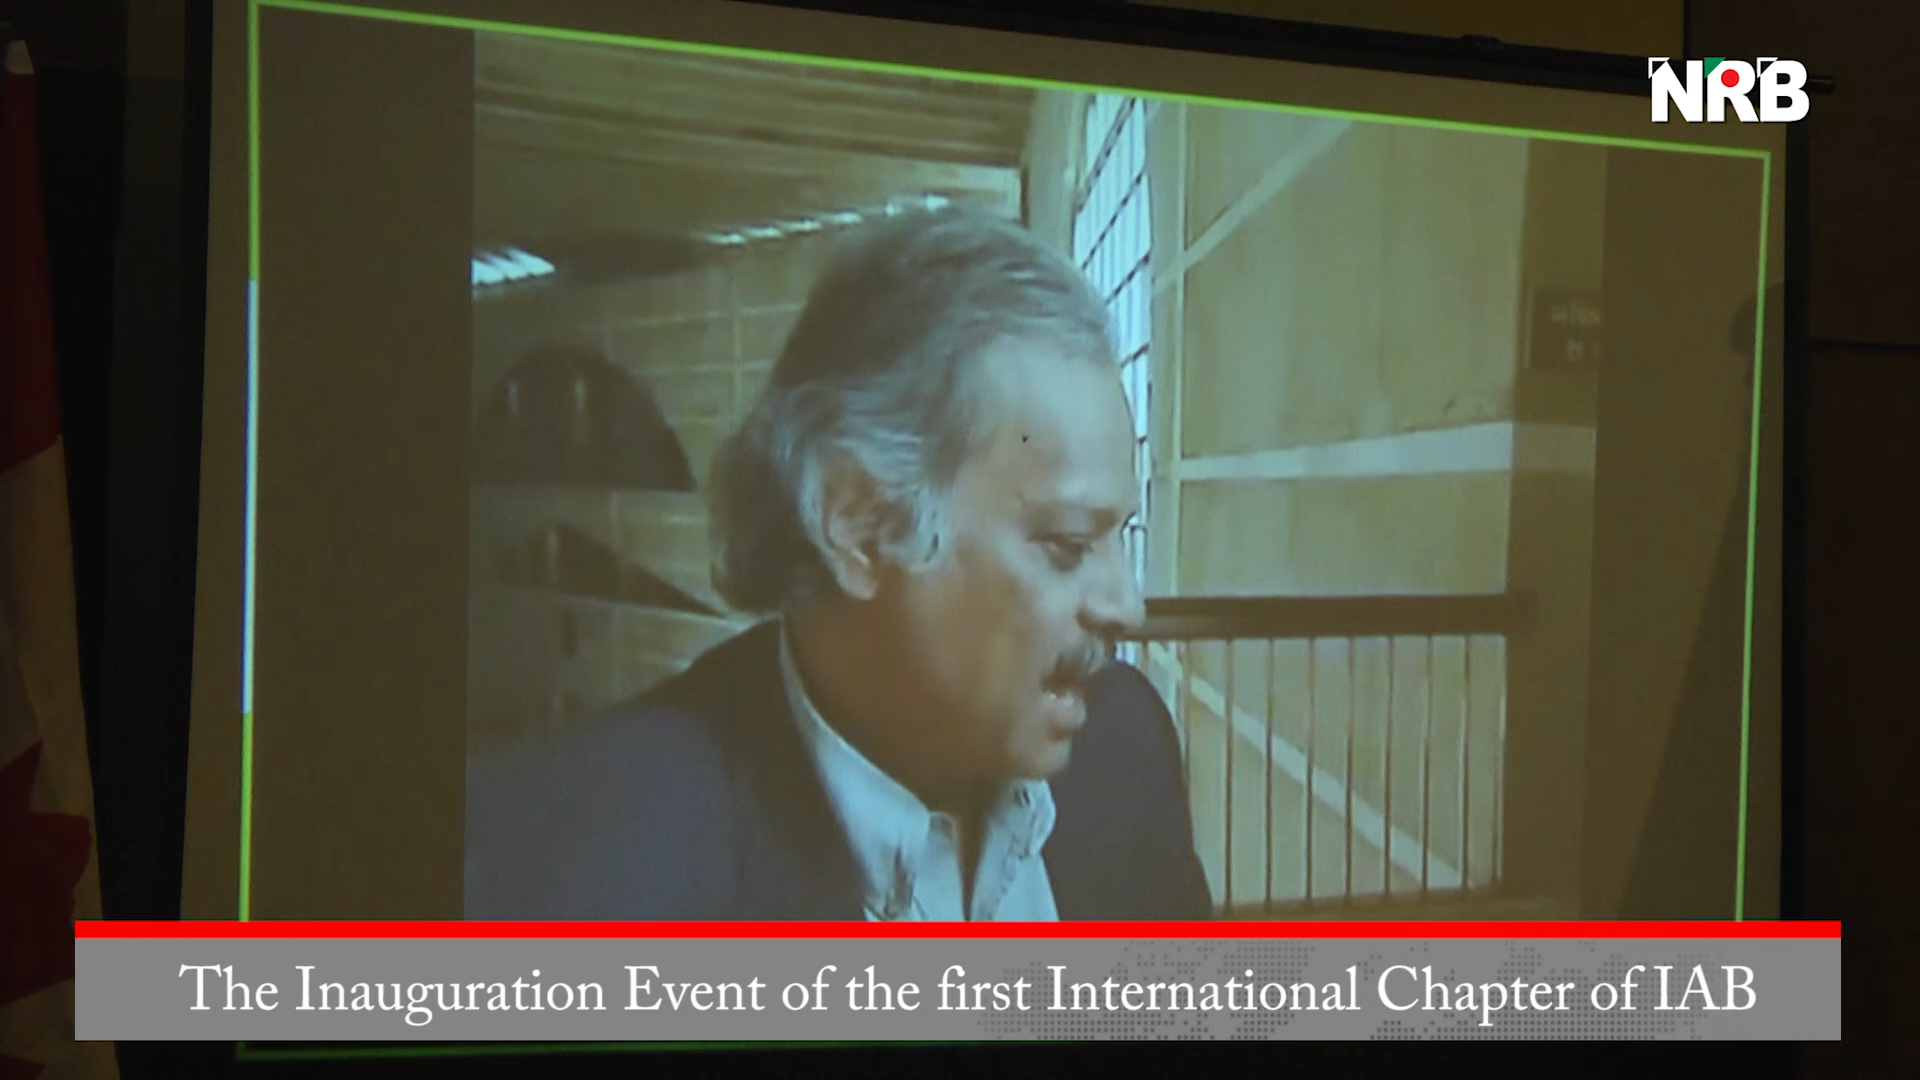 NRB
The Inauguration Event of the first International Chapter of IAB